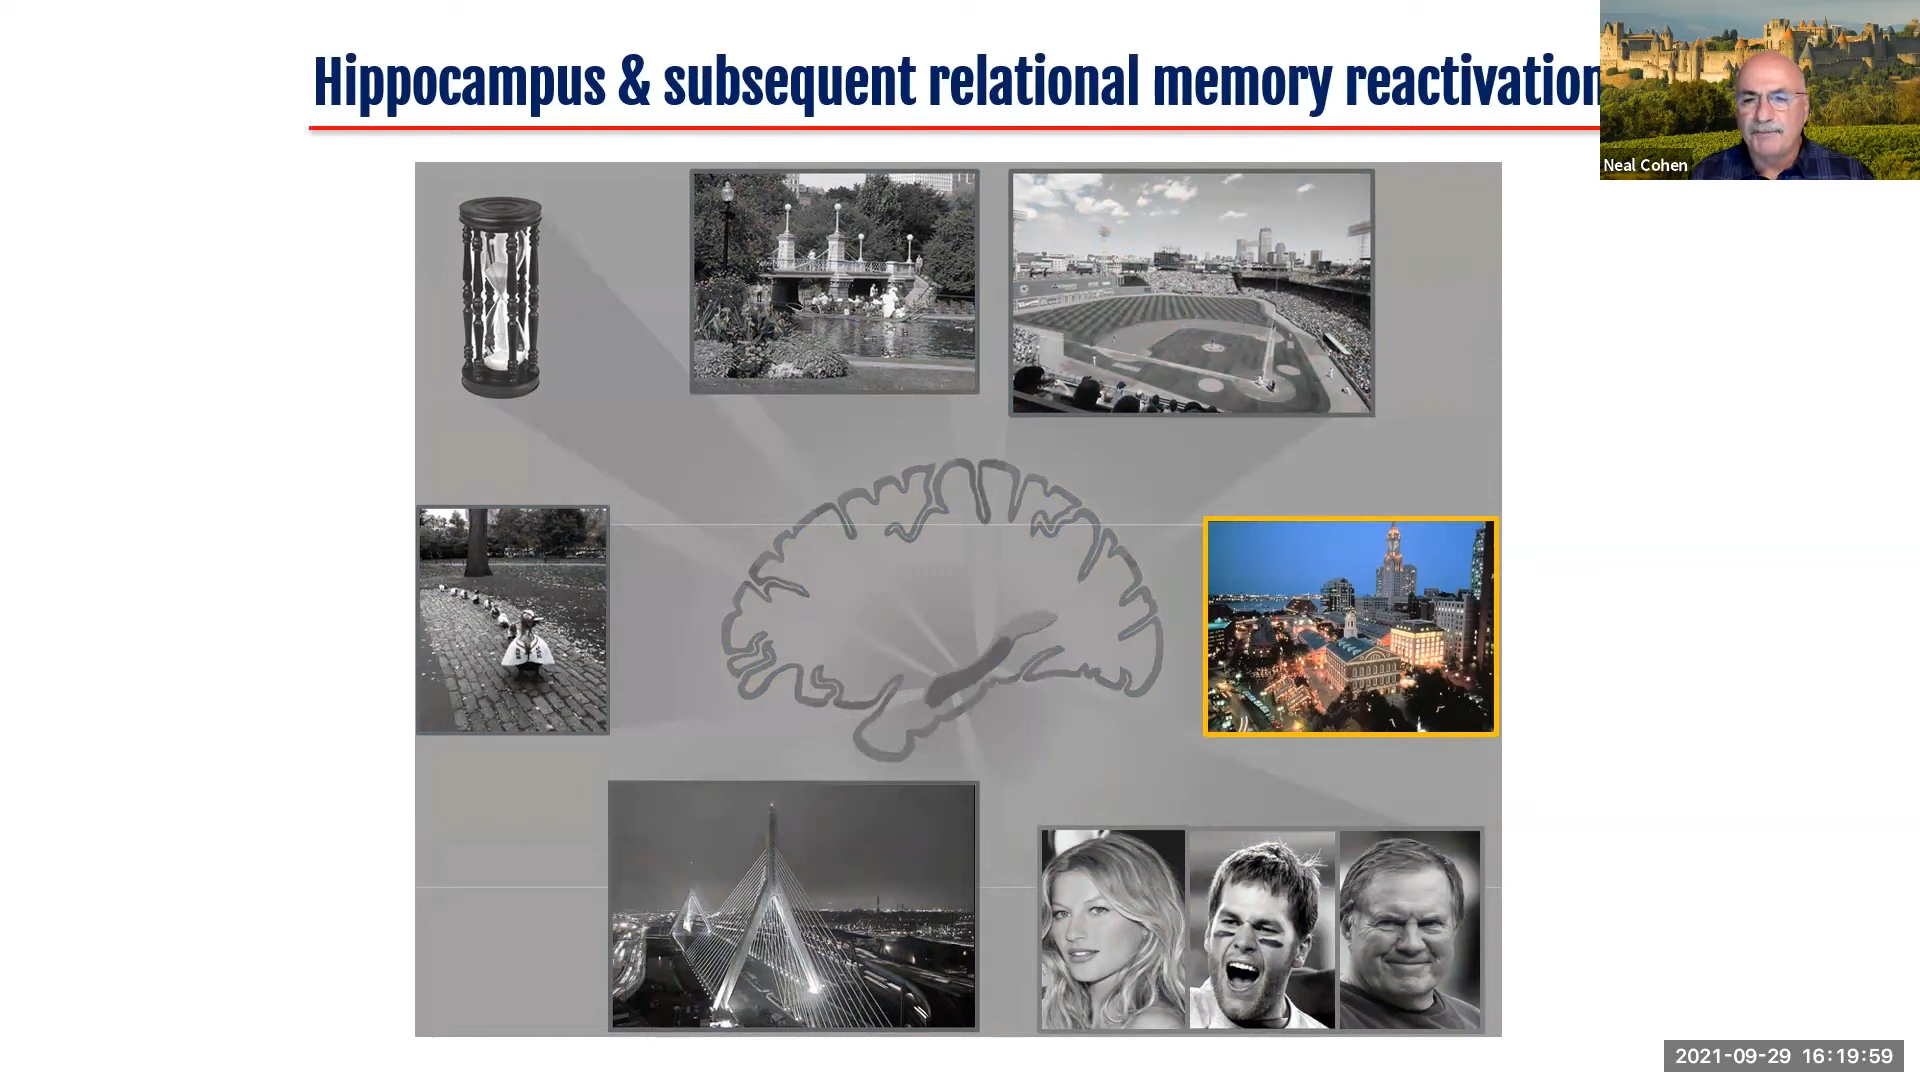 Hippocampus & subsequent relational memory reactivation
Neal Cohen
2021-09-29 16:19:59